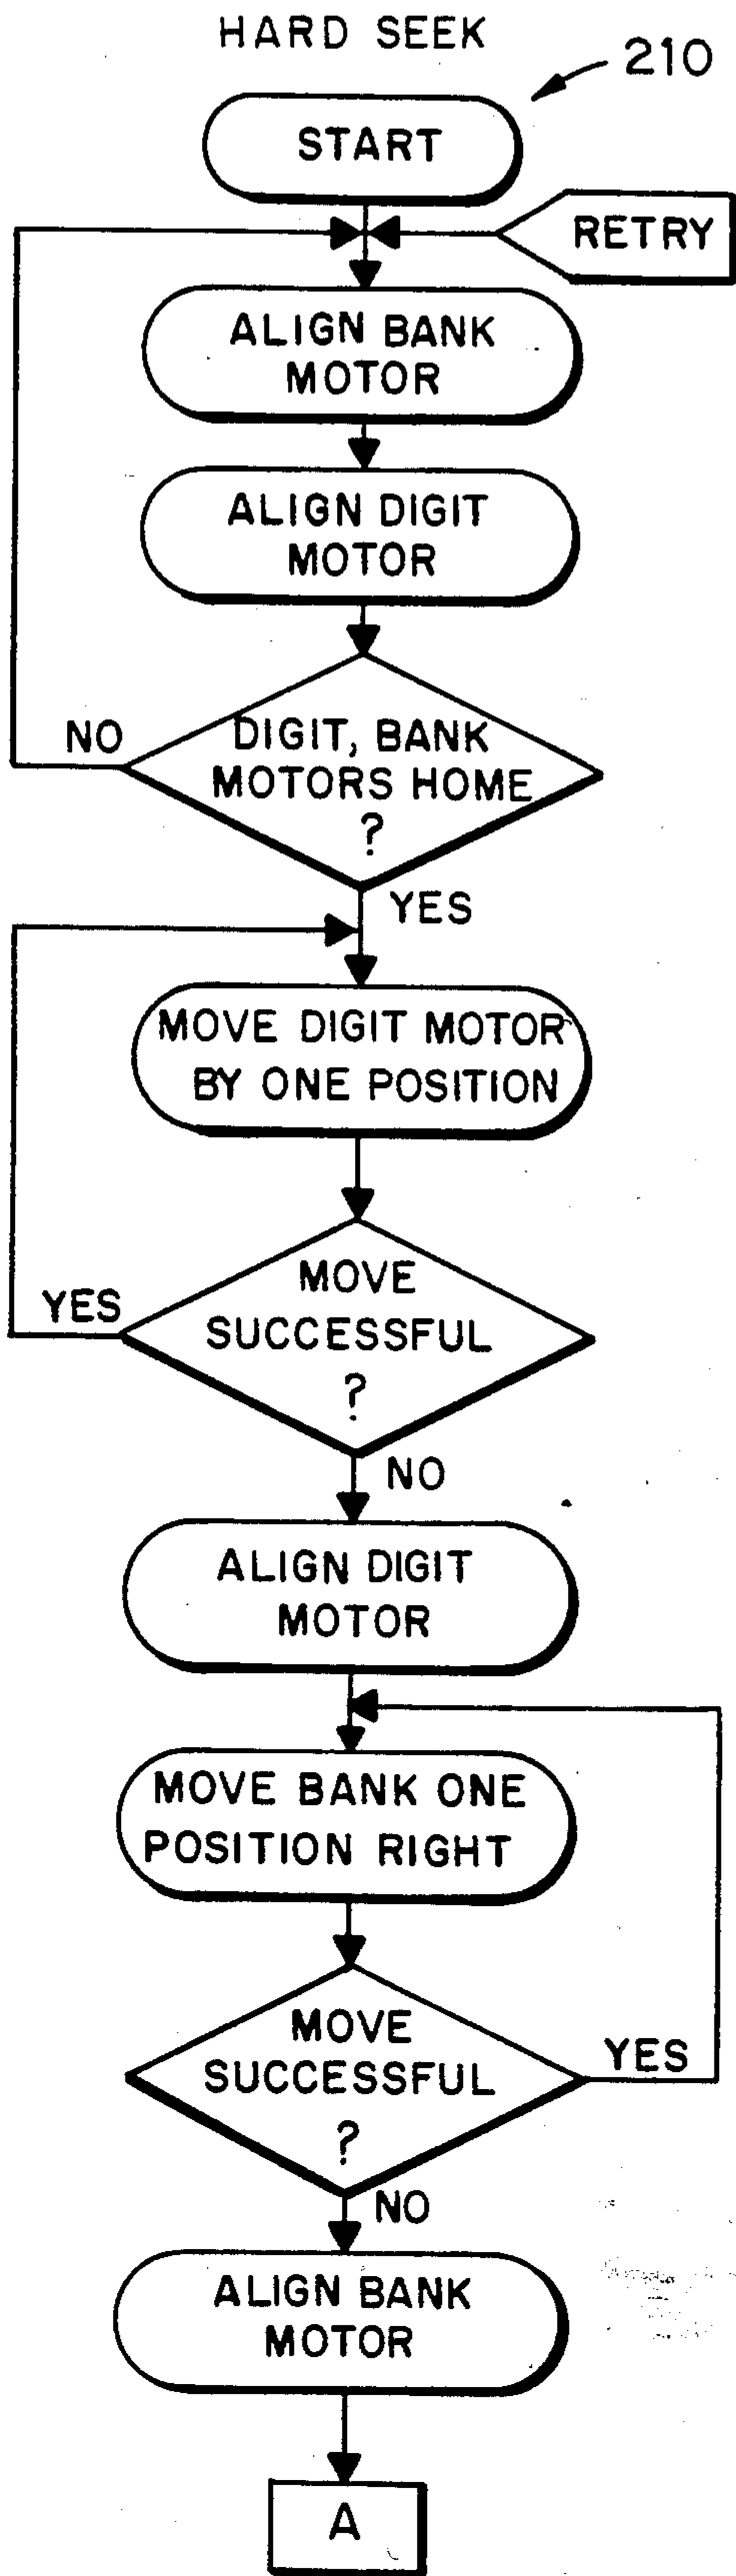 HARD SEEK
210
START
RETRY
ALIGN BANK
MOTOR
ALIGN DIGIT
MOTOR
NO
DIGIT, BANK
MOTORS HOME
?
YES
MOVE DIGIT MOTOR
BY ONE POSITION
MOVE
SUCCESSFUL
?
YES
NO
ALIGN DIGIT
MOTOR
MOVE BANK ONE
POSITION RIGHT
MOVE
SUCCESSFUL
?
YES
NO
ALIGN BANK
MOTOR
A